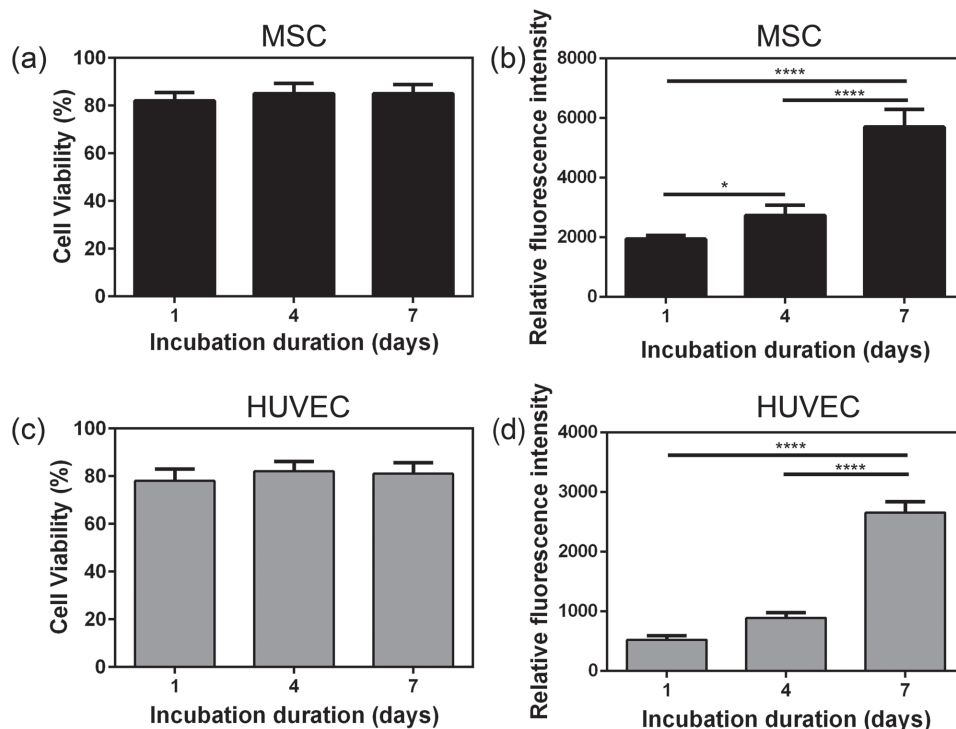 (a)
MSC
Cell Viability (%)
100
80
60
40
20
0
1 4 7
Incubation duration (days)
(b)
MSC
Relative fluorescence intensity
8000
6000
4000
2000
0
****
****
*
1 4 7
Incubation duration (days)
(c)
HUVEC
Cell Viability (%)
100
80
60
40
20
0
1 4 7
Incubation duration (days)
(d)
HUVEC
Relative fluorescence intensity
4000
3000
2000
1000
0
****
****
1 4 7
Incubation duration (days)